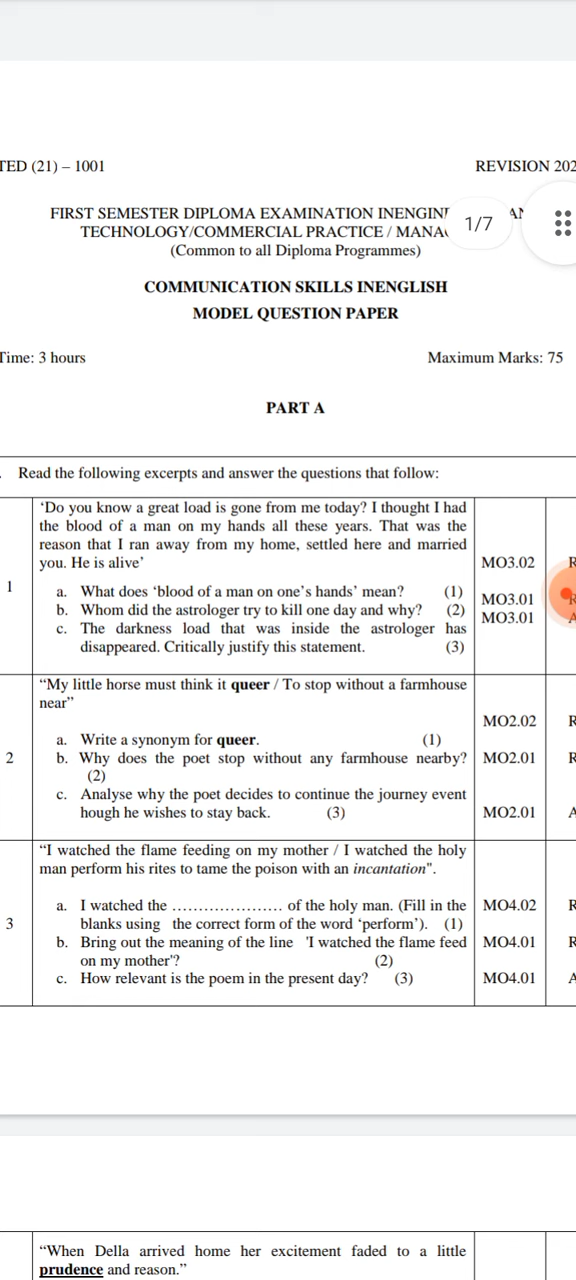 TED (21) – 1001 REVISION 202
FIRST SEMESTER DIPLOMA EXAMINATION INENGIN
TECHNOLOGY/COMMERCIAL PRACTICE / MANA
1/7
(Common to all Diploma Programmes)
COMMUNICATION SKILLS INENGLISH
MODEL QUESTION PAPER
Time: 3 hours Maximum Marks: 75
PART A
Read the following excerpts and answer the questions that follow:
1
‘Do you know a great load is gone from me today? I thought I had
the blood of a man on my hands all these years. That was the
reason that I ran away from my home, settled here and married
you. He is alive’ MO3.02 R
a. What does ‘blood of a man on one’s hands’ mean? (1) MO3.01 R
b. Whom did the astrologer try to kill one day and why? (2) MO3.01 A
c. The darkness load that was inside the astrologer has
disappeared. Critically justify this statement. (3)
2
“My little horse must think it queer / To stop without a farmhouse
near”
MO2.02 R
a. Write a synonym for queer. (1)
b. Why does the poet stop without any farmhouse nearby? MO2.01 R
(2)
c. Analyse why the poet decides to continue the journey event
hough he wishes to stay back. (3) MO2.01 A
3
“I watched the flame feeding on my mother / I watched the holy
man perform his rites to tame the poison with an incantation".
a. I watched the ………………… of the holy man. (Fill in the MO4.02 R
blanks using the correct form of the word ‘perform’). (1)
b. Bring out the meaning of the line 'I watched the flame feed MO4.01 R
on my mother'? (2)
c. How relevant is the poem in the present day? (3) MO4.01 A
“When Della arrived home her excitement faded to a little
prudence and reason.”